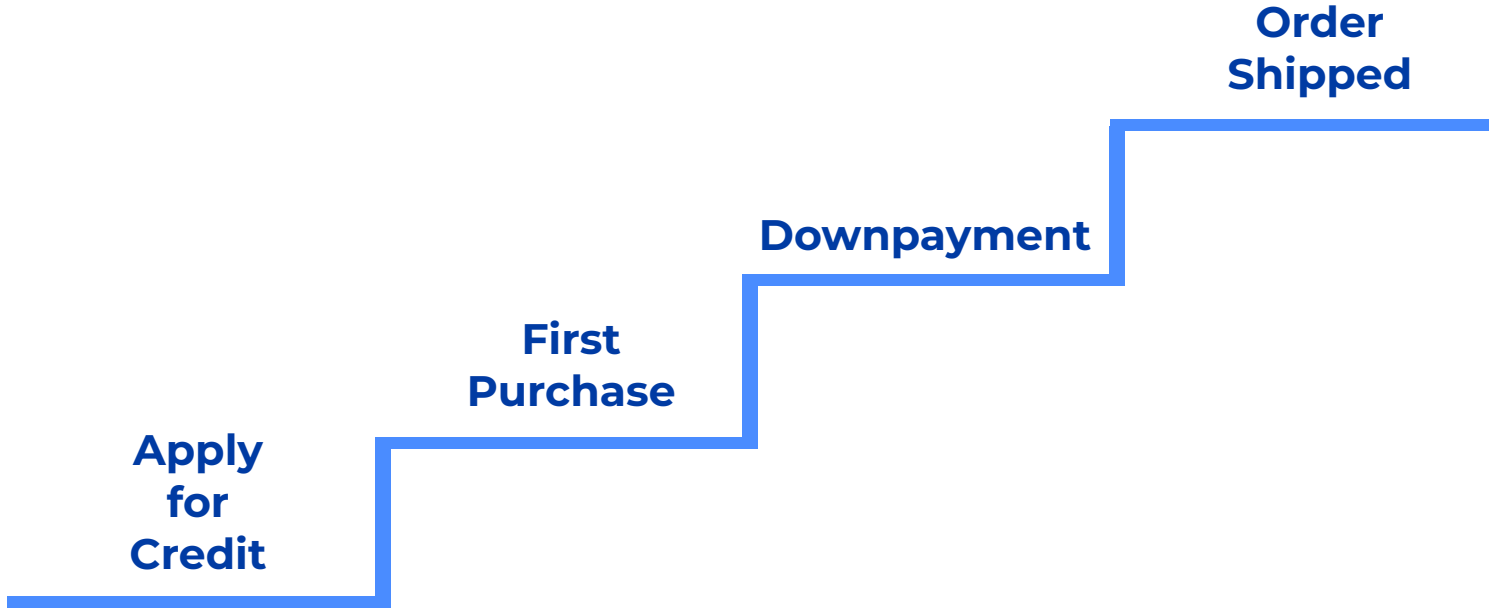 Apply
for
Credit
First
Purchase
Downpayment
Order
Shipped